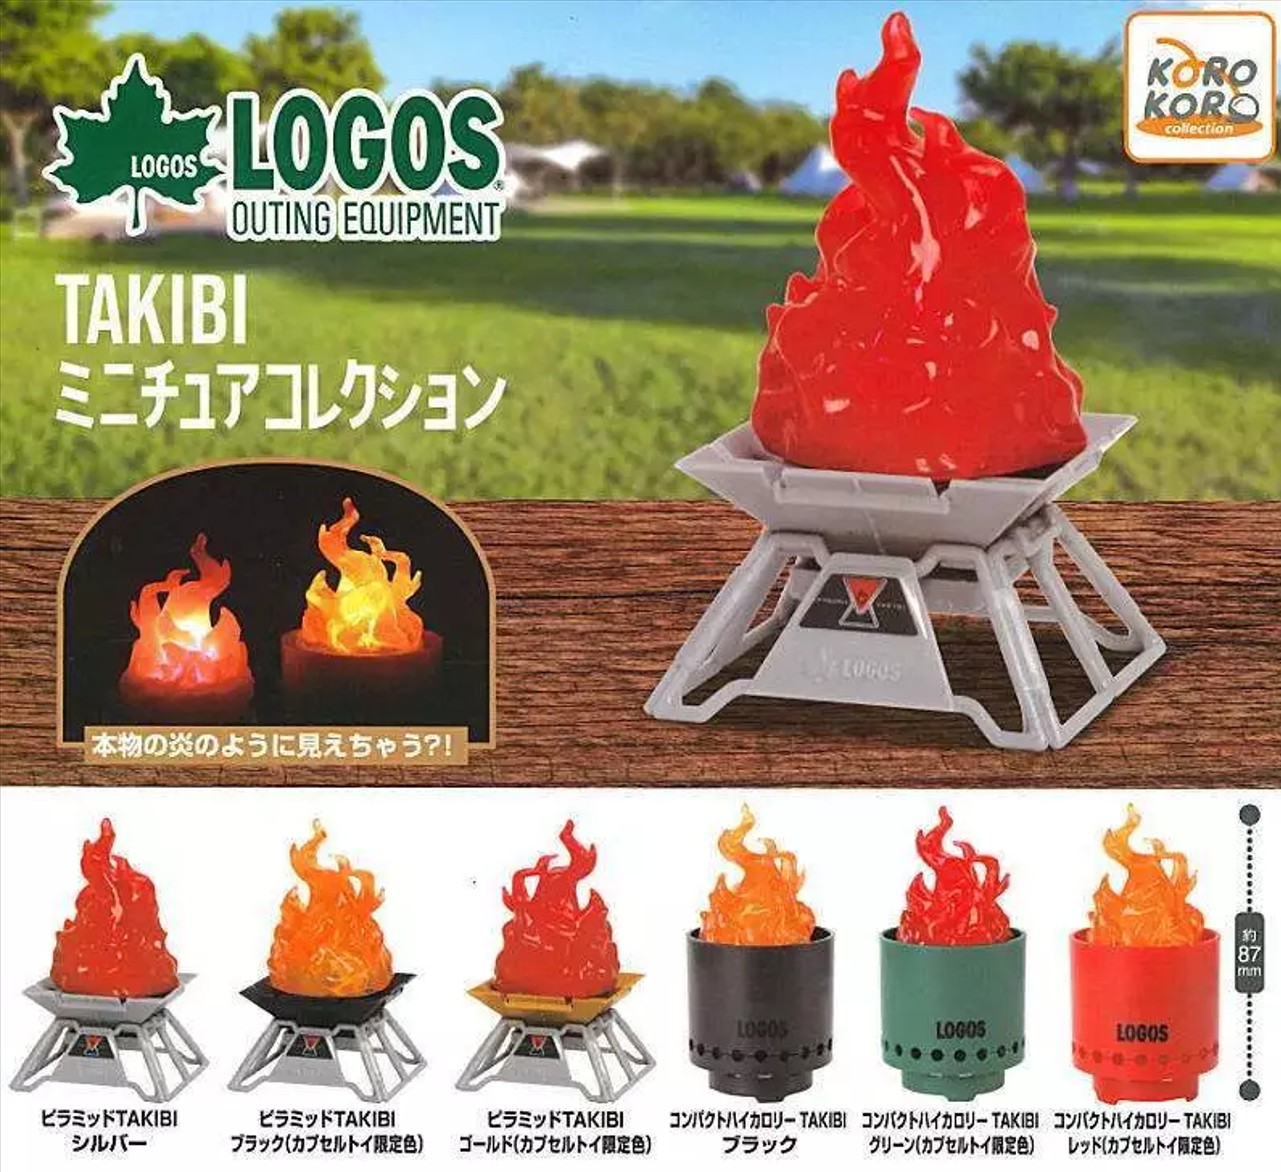 LOGOS
LOGOS
OUTING EQUIPMENT
KORO
KORO
collection
TAKIBI
ミニチュアコレクション
LOGOS
本物の炎のように見えちゃう?!
LOGOS
LOGOS
LOGOS
約
87
mm
ピラミッドTAKIBI
シルバー
ピラミッドTAKIBI
ブラック(カプセルトイ限定色)
ピラミッドTAKIBI
ゴールド(カプセルトイ限定色)
コンパクトハイカロリー TAKIBI
ブラック
コンパクトハイカロリー TAKIBI
グリーン(カプセルトイ限定色)
コンパクトハイカロリー TAKIBI
レッド(カプセルトイ限定色)